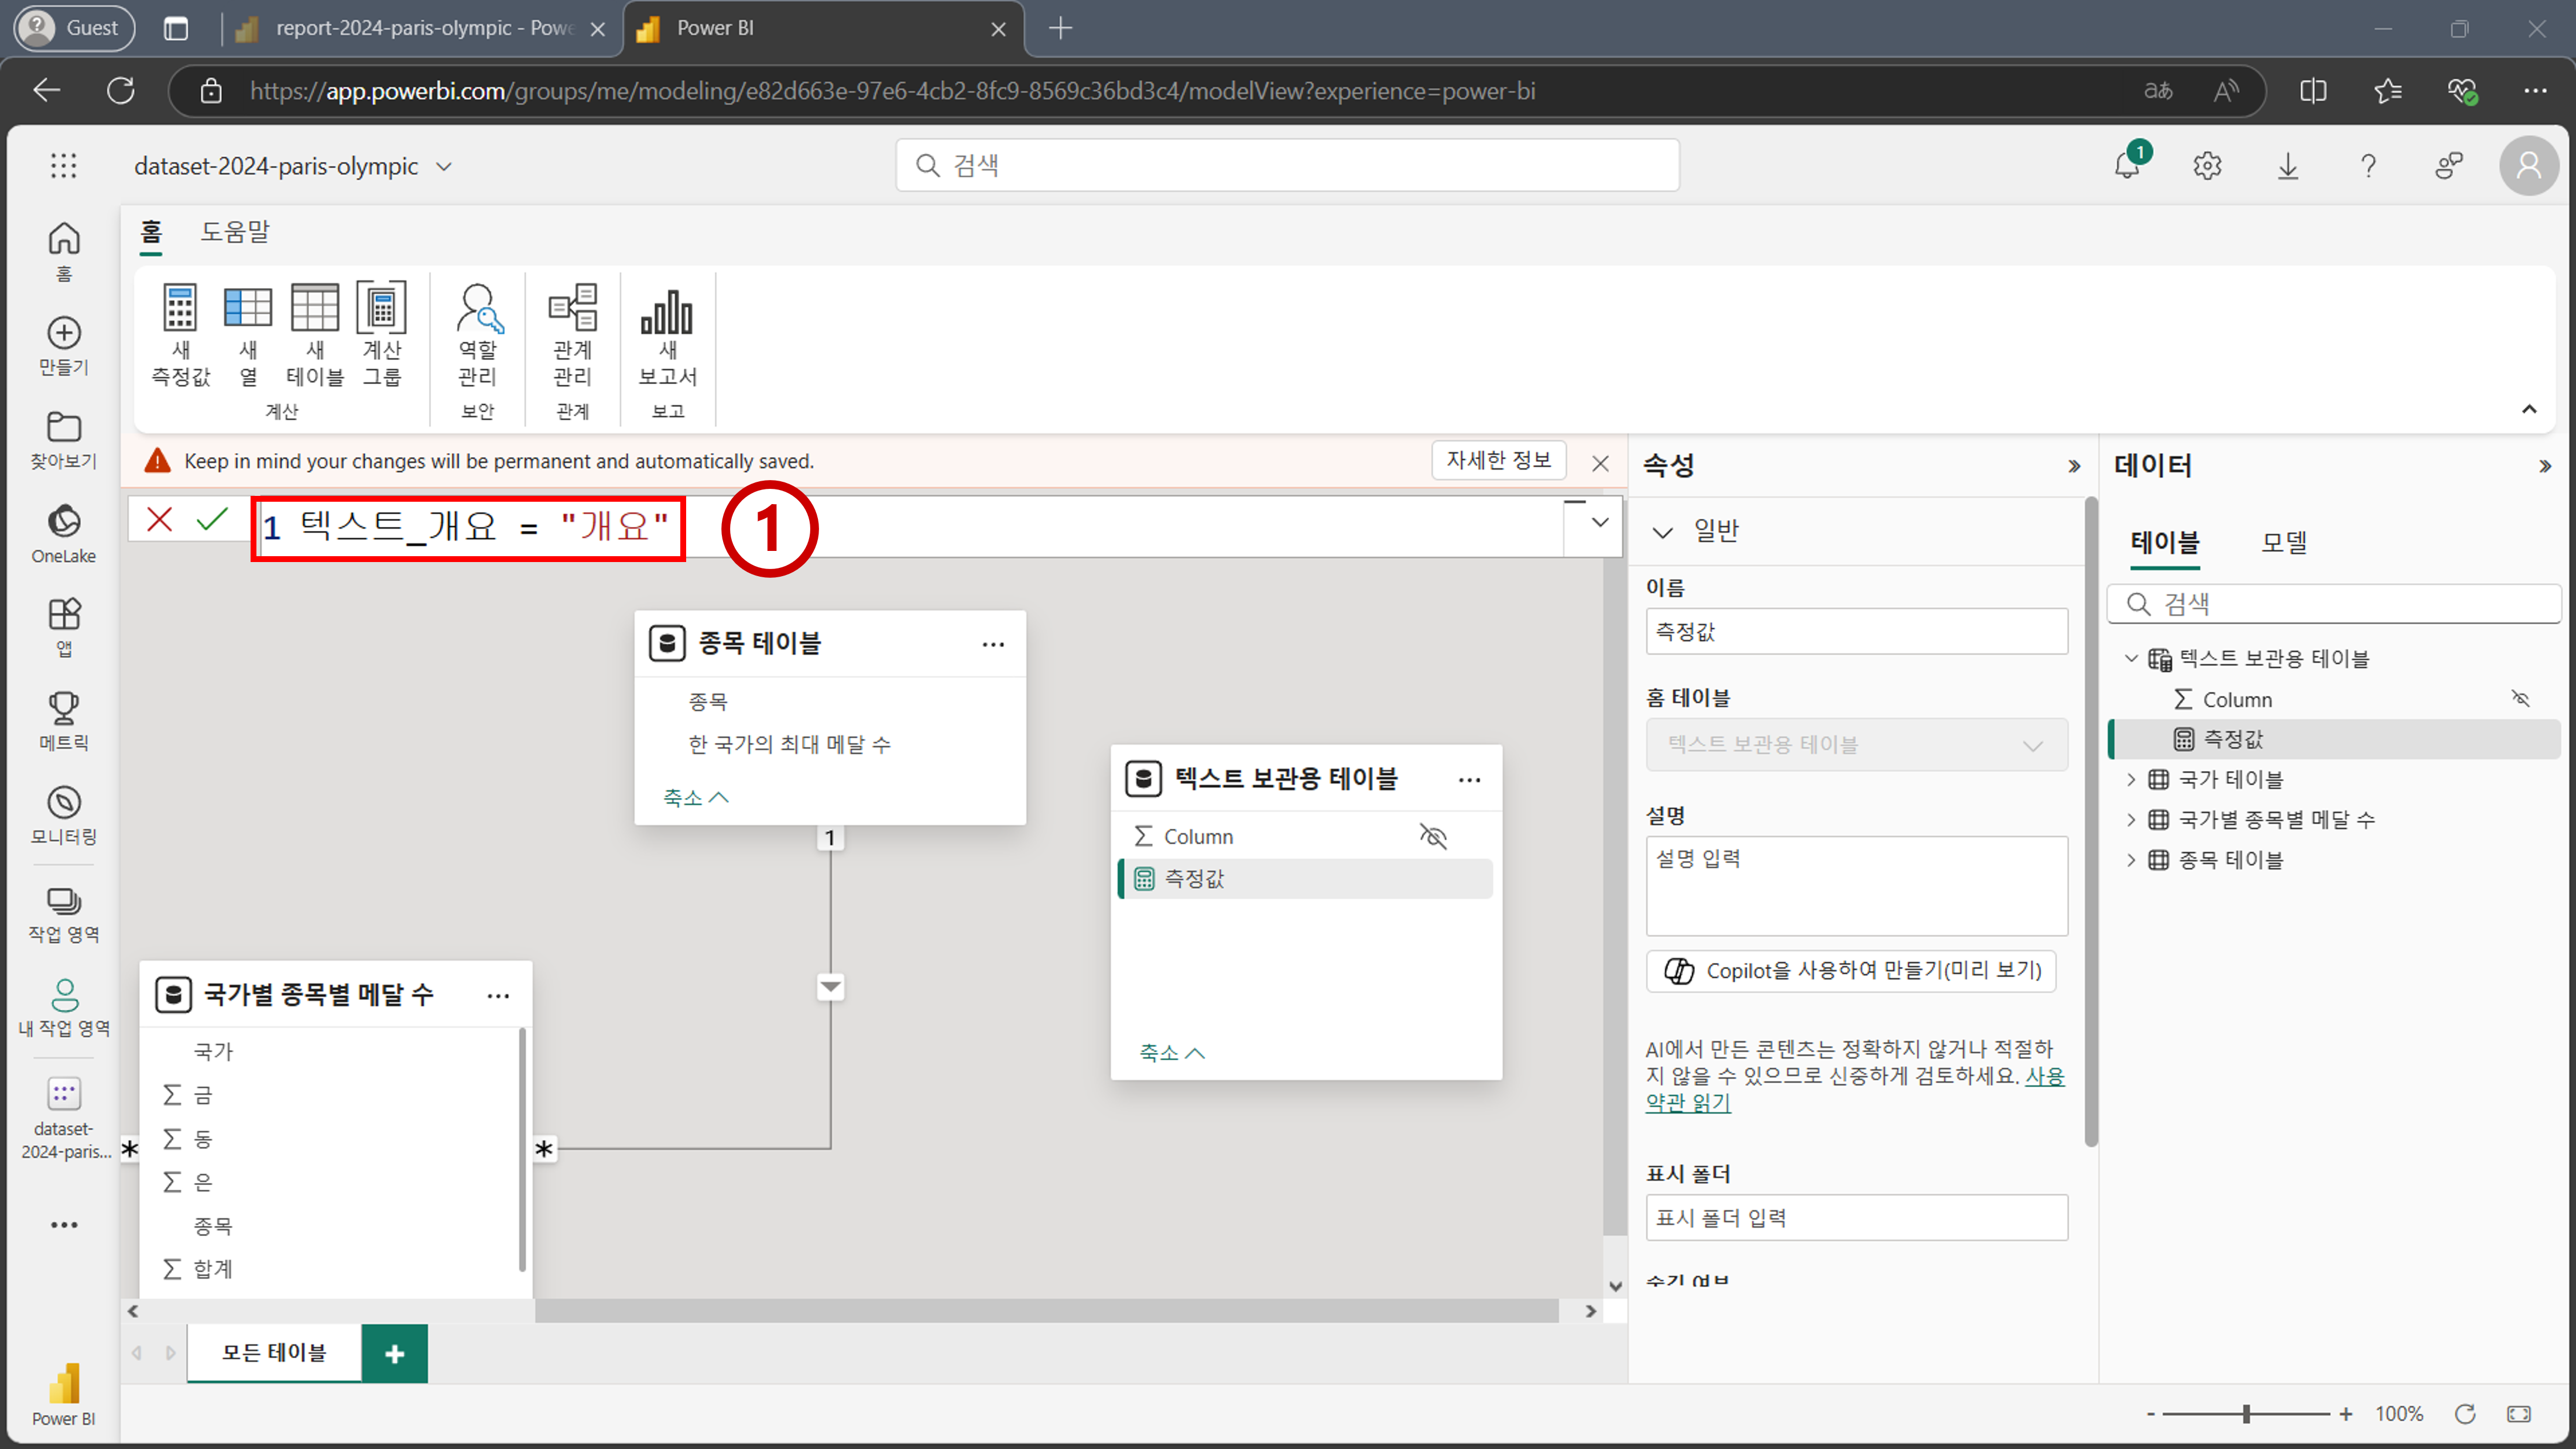 Guest
report-2024-paris-olympic - Powe
Power BI
https://app.powerbi.com/groups/me/modeling/e82d663e-97e6-4cb2-8fc9-8569c36bd3c4/modelView?experience=power-bi
dataset-2024-paris-olympic
검색
1
홈
도움말
홈
만들기
찾아보기
OneLake
앱
메트릭
모니터링
작업 영역
내 작업 영역
dataset-
2024-paris...
Power BI
새
측정값
새
열
새
테이블
계산
그룹
계산
역할
관리
보안
관계
관리
관계
새
보고서
보고
Keep in mind your changes will be permanent and automatically saved.
자세한 정보
1 텍스트_개요 = "개요"
1
종목 테이블
종목
한 국가의 최대 메달 수
축소
1
텍스트 보관용 테이블
Column
측정값
축소
국가별 종목별 메달 수
국가
금
동
은
종목
합계
*
*
모든 테이블
속성
일반
이름
측정값
홈 테이블
텍스트 보관용 테이블
설명
설명 입력
Copilot을 사용하여 만들기(미리 보기)
AI에서 만든 콘텐츠는 정확하지 않거나 적절하
지 않을 수 있으므로 신중하게 검토하세요. 사용
약관 읽기
표시 폴더
표시 폴더 입력
데이터
테이블
모델
검색
텍스트 보관용 테이블
Column
측정값
국가 테이블
국가별 종목별 메달 수
종목 테이블
- + 100%